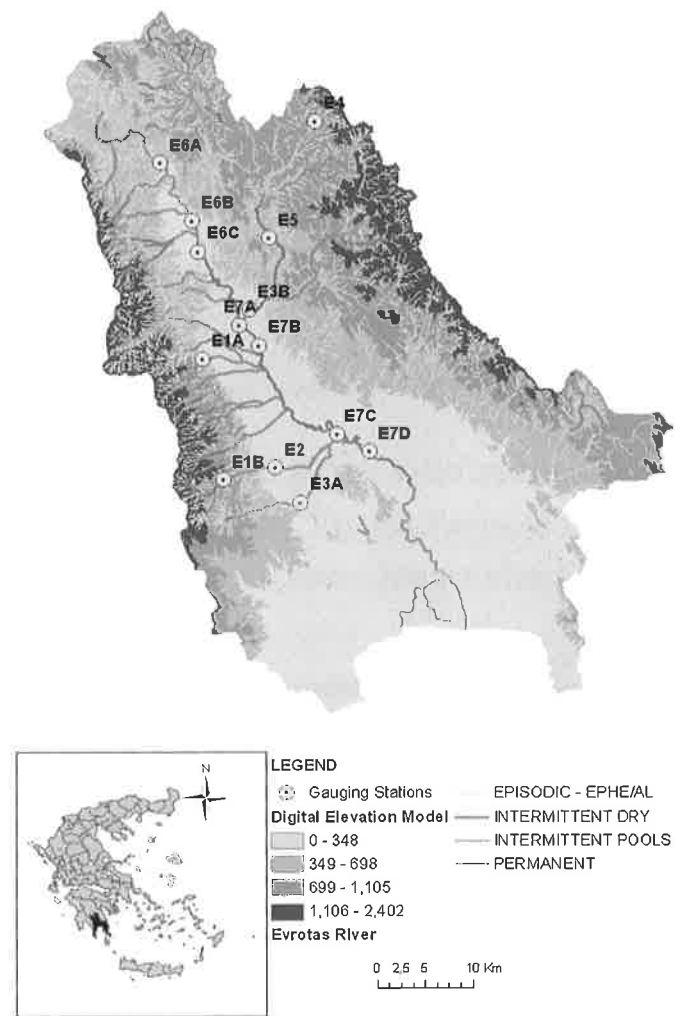 E4
E6A
E6B
E5
E6C
E3B
E7A
E7B
E1A
E7C
E7D
E2
E1B
E3A
N
LEGEND
Gauging Stations
Digital Elevation Model
0 - 348
349 - 698
699 - 1,105
1,106 - 2,402
Evrotas River
EPISODIC - EPHE/AL
INTERMITTENT DRY
INTERMITTENT POOLS
PERMANENT
0 2,5 5 10 Km